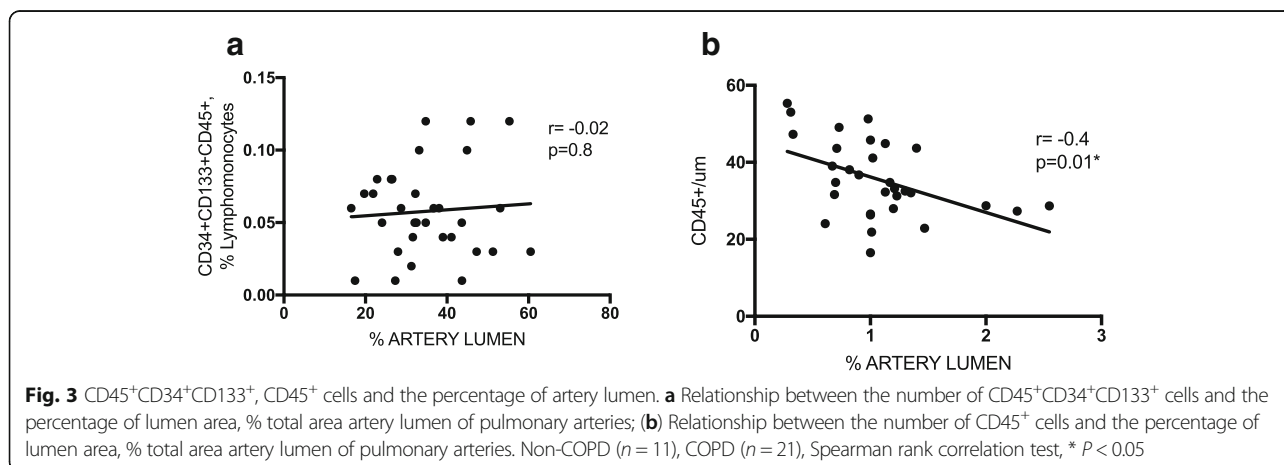 a
CD34+CD133+CD45+,
% Lymphomonocytes
0.15
0.10
0.05
0.00
0
20
40
60
80
% ARTERY LUMEN
r= -0.02
p=0.8
b
CD45+/um
60
40
20
0
0
1
2
3
% ARTERY LUMEN
r= -0.4
p=0.01*
Fig. 3 CD45⁺CD34⁺CD133⁺, CD45⁺ cells and the percentage of artery lumen. a Relationship between the number of CD45⁺CD34⁺CD133⁺ cells and the
percentage of lumen area, % total area artery lumen of pulmonary arteries; (b) Relationship between the number of CD45⁺ cells and the percentage of
lumen area, % total area artery lumen of pulmonary arteries. Non-COPD (n = 11), COPD (n = 21), Spearman rank correlation test, * P < 0.05